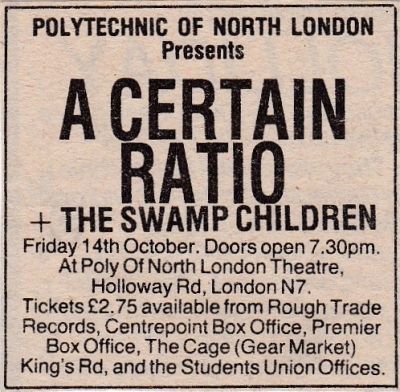 POLYTECHNIC OF NORTH LONDON
Presents
A CERTAIN
RATIO
+ THE SWAMP CHILDREN
Friday 14th October. Doors open 7.30pm.
At Poly Of North London Theatre,
Holloway Rd, London N7.
Tickets £2.75 available from Rough Trade
Records, Centrepoint Box Office, Premier
Box Office, The Cage (Gear Market)
King's Rd, and the Students Union Offices.